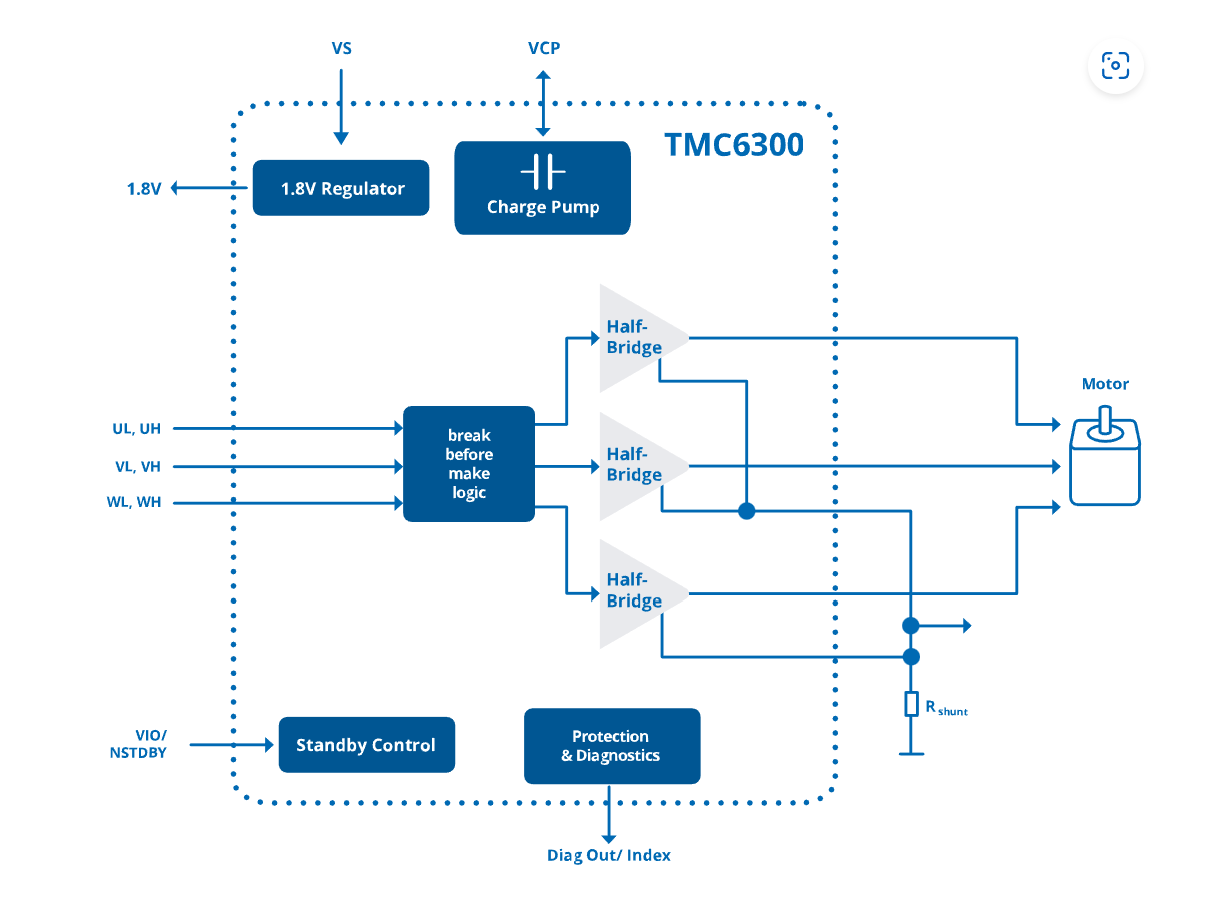 VS
VCP
TMC6300
1.8V
1.8V Regulator
Charge Pump
Half-
Bridge
Motor
UL, UH
VL, VH
WL, WH
break
before
make
logic
Half-
Bridge
Half-
Bridge
R shunt
VIO/
NSTDBY
Standby Control
Protection
& Diagnostics
Diag Out/ Index